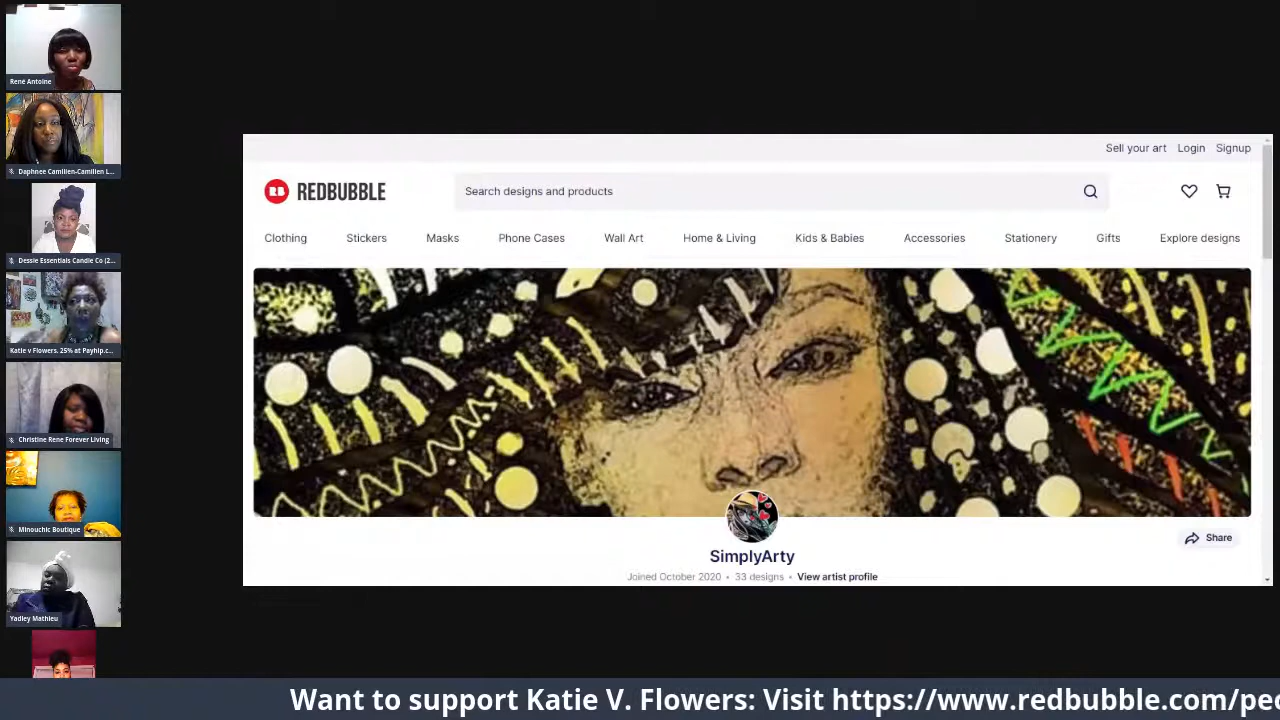 René Antoine
Daphnee Camilien-Camilien L...
Dessie Essentials Candle Co (2...
Katie v Flowers, 25% at Payhip.c...
Christine Rene Forever Living
Minouchic Boutique
Yadley Mathieu
Sell your art Login Signup
RB REDBUBBLE
Search designs and products
Clothing Stickers Masks Phone Cases Wall Art Home & Living Kids & Babies Accessories Stationery Gifts Explore designs
SimplyArty
Share
Joined October 2020 • 33 designs • View artist profile
Want to support Katie V. Flowers: Visit https://www.redbubble.com/peo